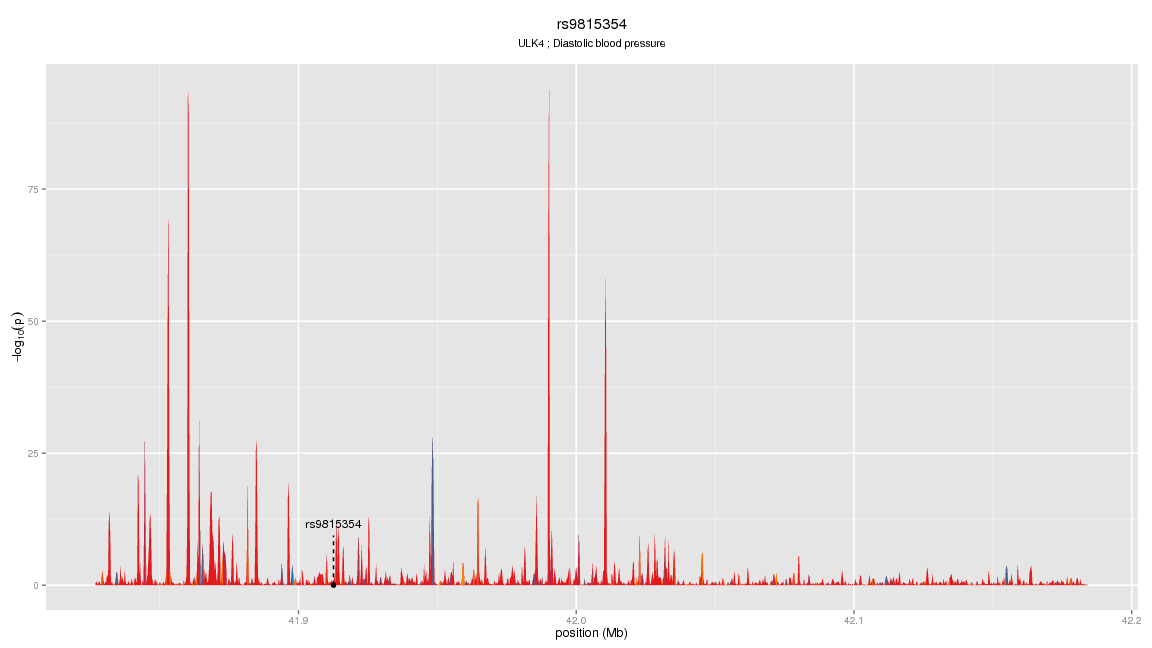 rs9815354
ULK4 ; Diastolic blood pressure
−log10(p)
75
50
25
0
rs9815354
41.9
42.0
42.1
42.2
position (Mb)